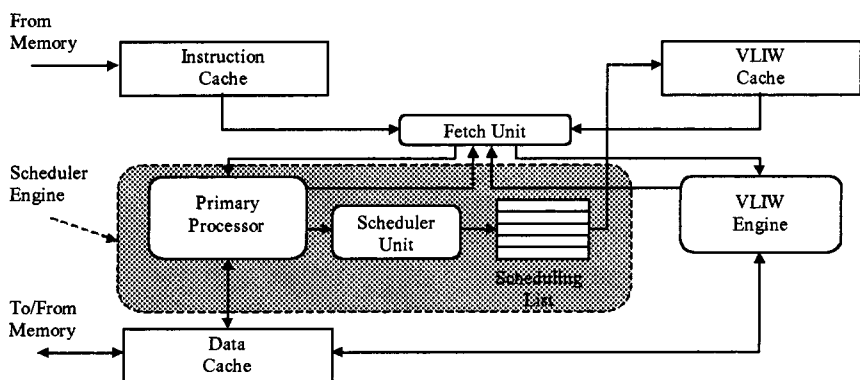 From
Memory
Instruction
Cache
VLIW
Cache
Fetch Unit
Scheduler
Engine
Primary
Processor
Scheduler
Unit
VLIW
Engine
Scheduling
List
To/From
Memory
Data
Cache